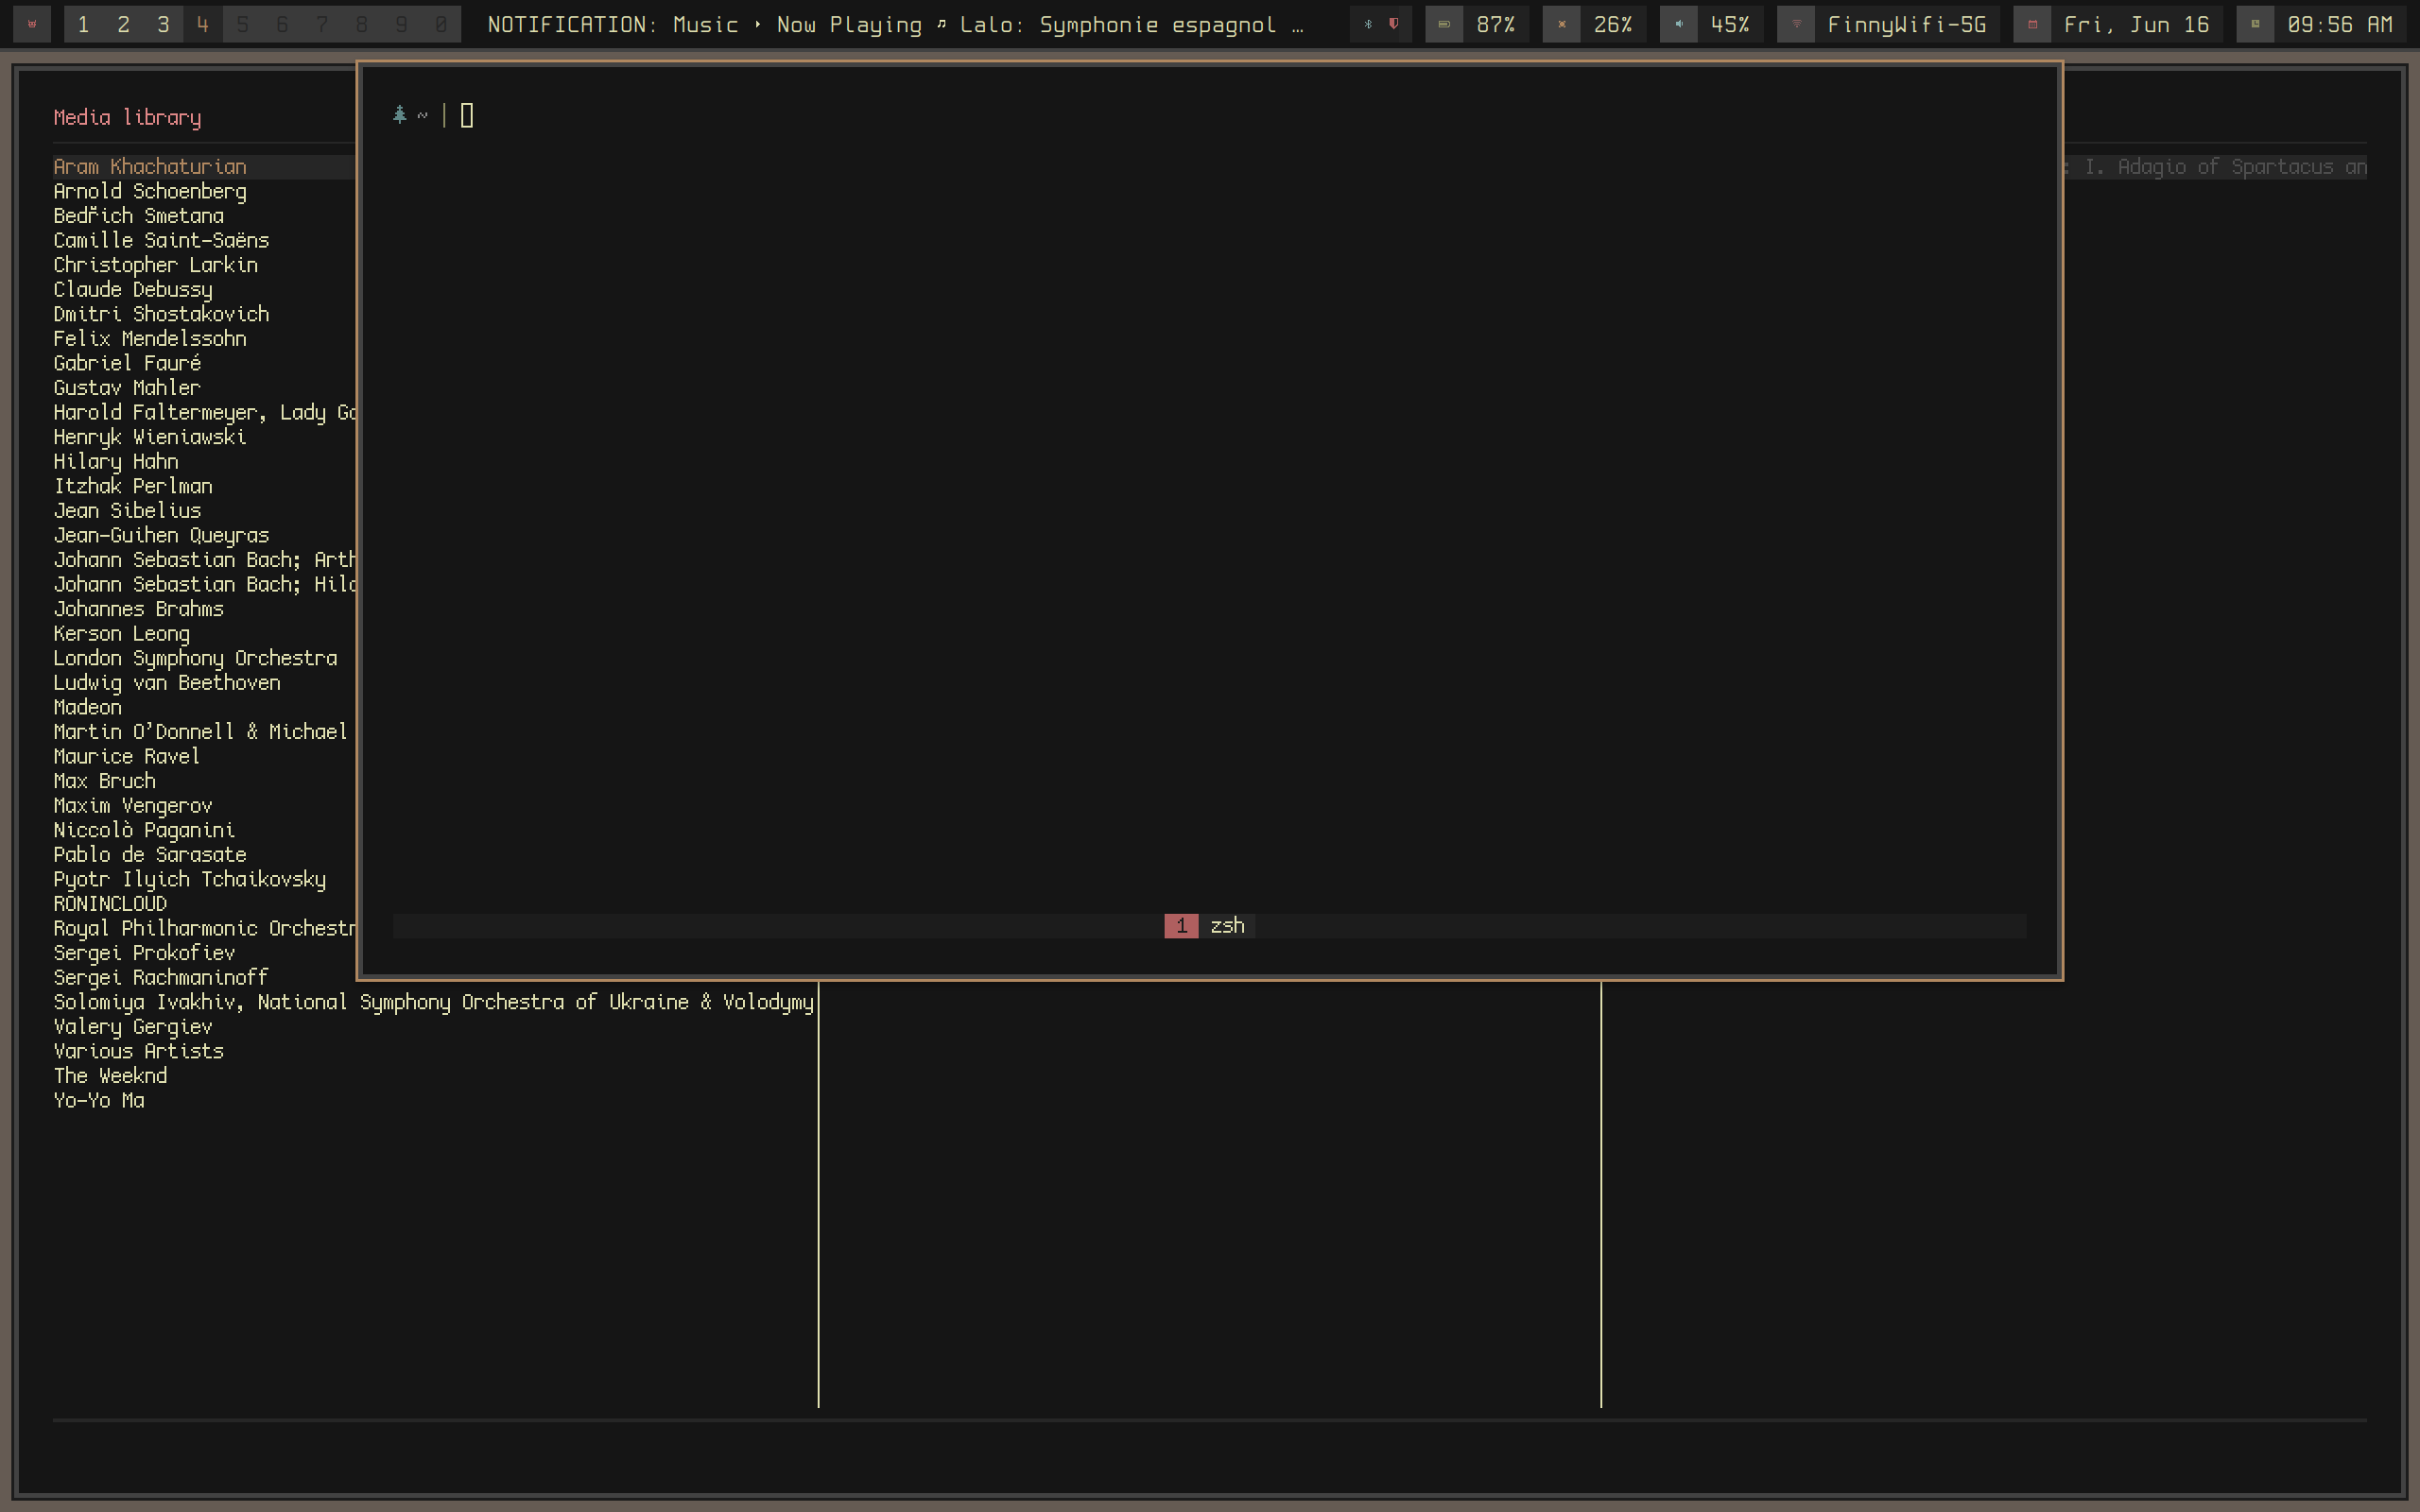 1 2 3 4 5 6 7 8 9 0 NOTIFICATION: Music ‣ Now Playing ♫ Lalo: Symphonie espagnol … 87% 26% 45% FinnyWifi-5G Fri, Jun 16 09:56 AM
~ |
Media library
Aram Khachaturian
: I. Adagio of Spartacus an
Arnold Schoenberg
Bedřich Smetana
Camille Saint-Saëns
Christopher Larkin
Claude Debussy
Dmitri Shostakovich
Felix Mendelssohn
Gabriel Fauré
Gustav Mahler
Harold Faltermeyer, Lady Ga
Henryk Wieniawski
Hilary Hahn
Itzhak Perlman
Jean Sibelius
Jean-Guihen Queyras
Johann Sebastian Bach; Arth
Johann Sebastian Bach; Hila
Johannes Brahms
Kerson Leong
London Symphony Orchestra
Ludwig van Beethoven
Madeon
Martin O’Donnell & Michael
Maurice Ravel
Max Bruch
Maxim Vengerov
Niccolò Paganini
Pablo de Sarasate
Pyotr Ilyich Tchaikovsky
RONINCLOUD
Royal Philharmonic Orchestr
1 zsh
Sergei Prokofiev
Sergei Rachmaninoff
Solomiya Ivakhiv, National Symphony Orchestra of Ukraine & Volodymy
Valery Gergiev
Various Artists
The Weeknd
Yo-Yo Ma